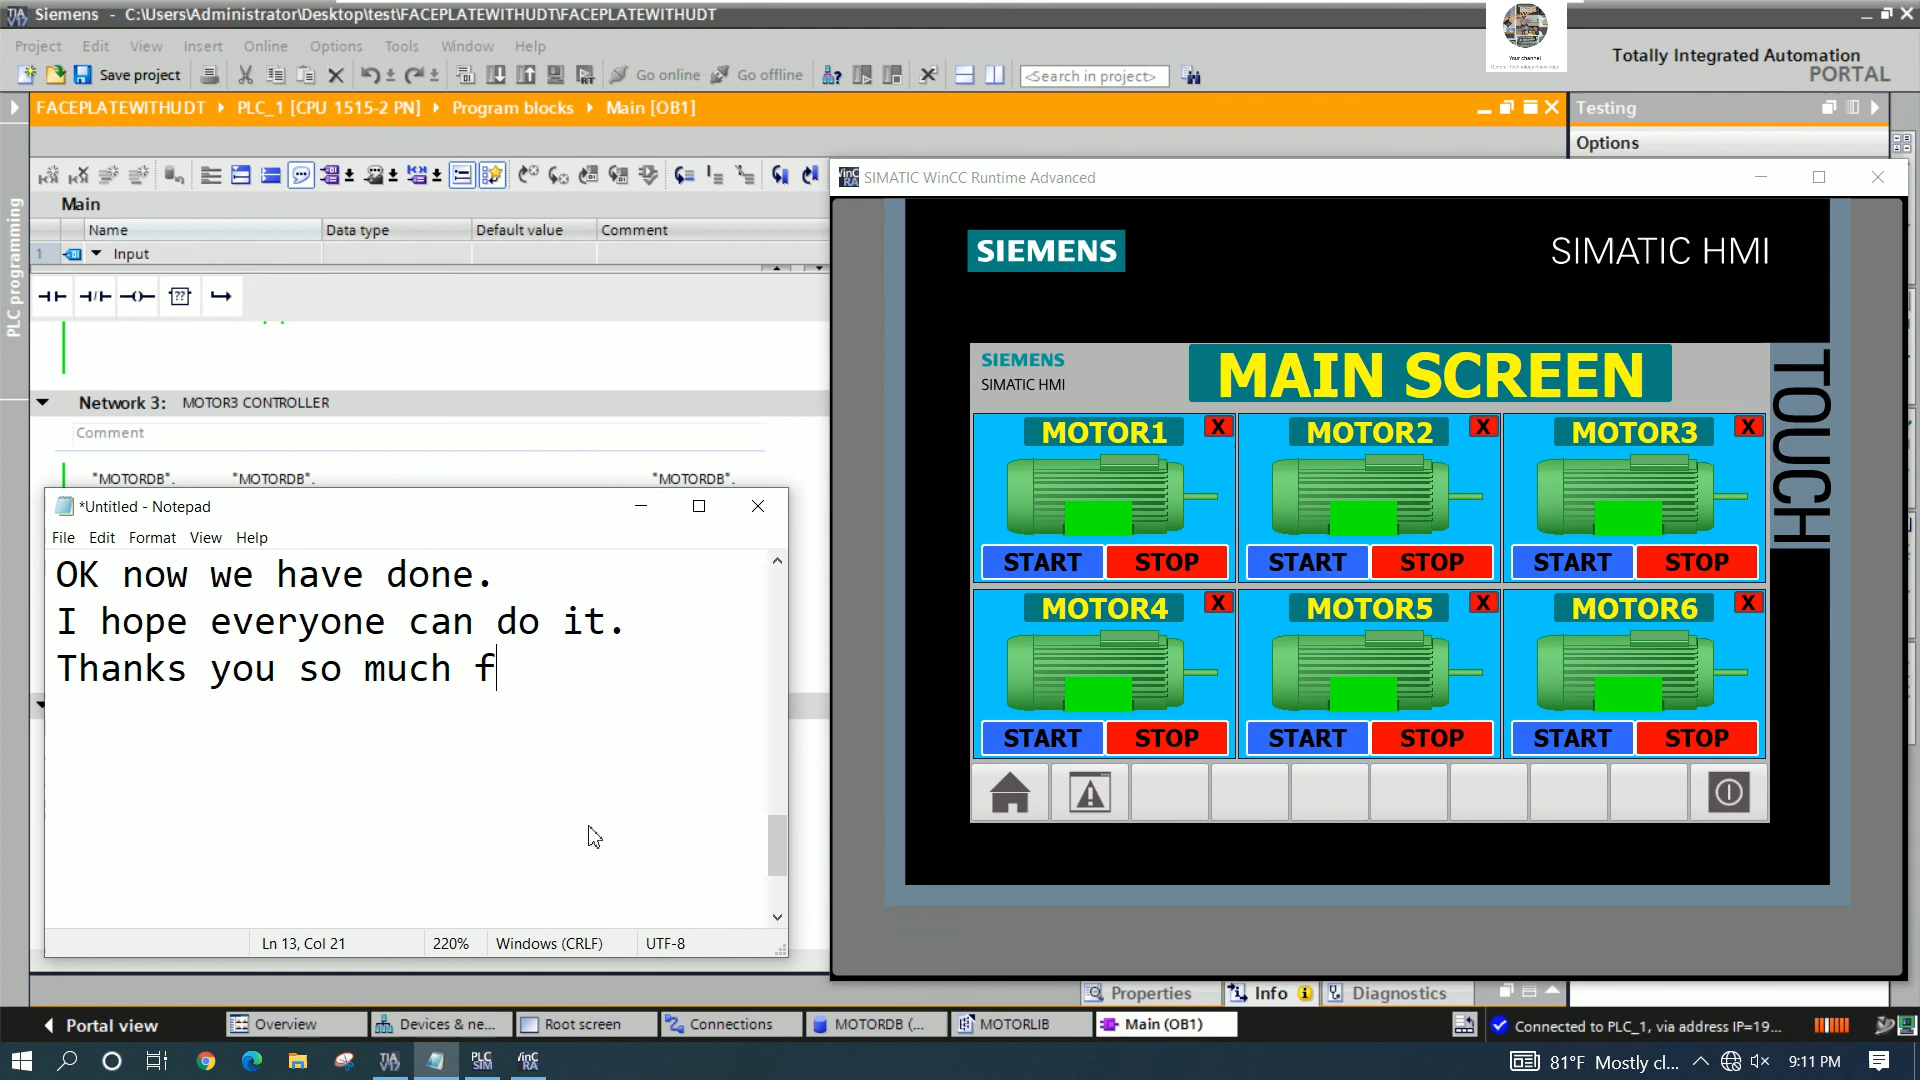 Siemens - C:\Users\Administrator\Desktop\test\FACEPLATEWITHUDT\FACEPLATEWITHUDT
Project Edit View Insert Online Options Tools Window Help
Save project
Go online
Go offline
<Search in project>
Your channel
Totally Integrated Automation
PORTAL
FACEPLATEWITHUDT PLC_1 [CPU 1515-2 PN] Program blocks Main [OB1]
Testing
Options
PLC programming
Main
Name Data type Default value Comment
1 Input
??
Network 3: MOTOR3 CONTROLLER
Comment
"MOTORDB". "MOTORDB". "MOTORDB".
*Untitled - Notepad
File Edit Format View Help
OK now we have done.
I hope everyone can do it.
Thanks you so much f
Ln 13, Col 21 220% Windows (CRLF) UTF-8
SIMATIC WinCC Runtime Advanced
SIEMENS
SIMATIC HMI
TOUCH
SIEMENS
SIMATIC HMI
MAIN SCREEN
MOTOR1 X MOTOR2 X MOTOR3 X
START STOP START STOP START STOP
MOTOR4 X MOTOR5 X MOTOR6 X
START STOP START STOP START STOP
Properties Info Diagnostics
Portal view Overview Devices & ne... Root screen Connections MOTORDB (... MOTORLIB Main (OB1)
Connected to PLC_1, via address IP=19...
81°F Mostly cl... 9:11 PM